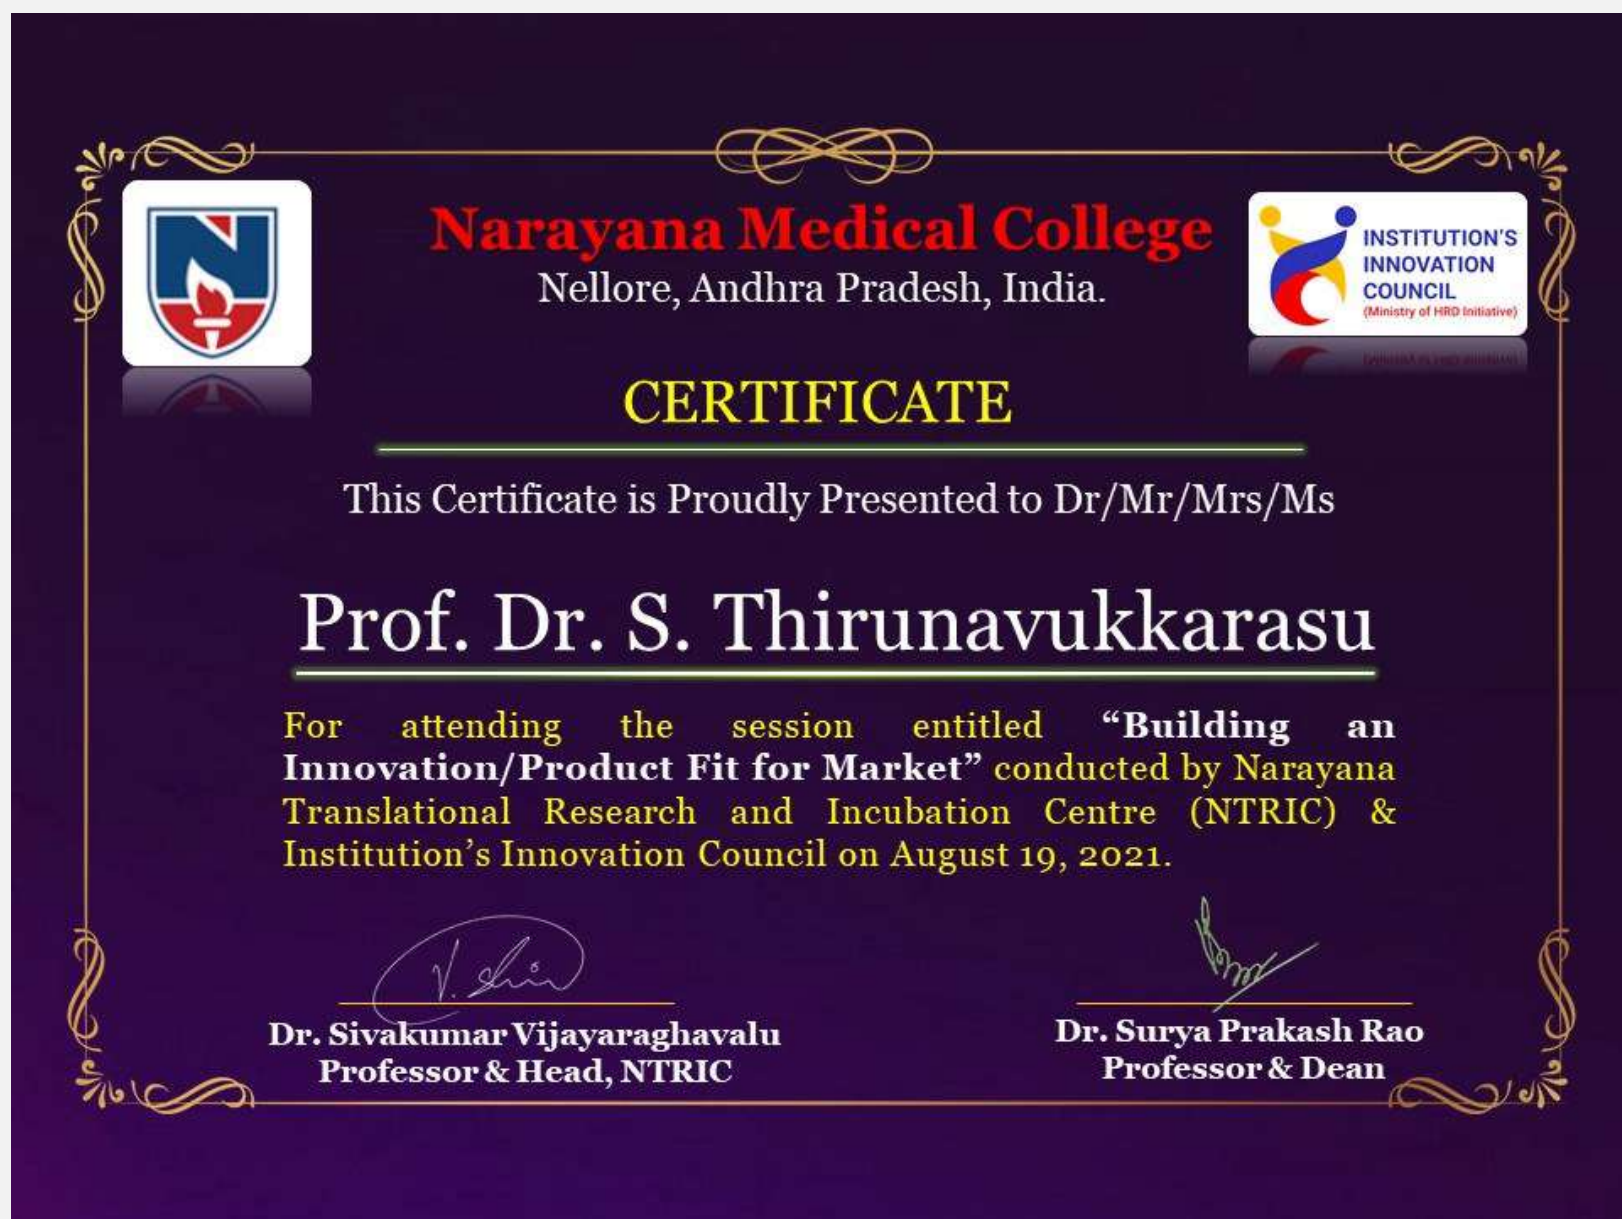 Narayana Medical College
Nellore, Andhra Pradesh, India.
INSTITUTION'S
INNOVATION
COUNCIL
(Ministry of HRD Initiative)
CERTIFICATE
This Certificate is Proudly Presented to Dr/Mr/Mrs/Ms
Prof. Dr. S. Thirunavukkarasu
For attending the session entitled “Building an
Innovation/Product Fit for Market” conducted by Narayana
Translational Research and Incubation Centre (NTRIC) &
Institution’s Innovation Council on August 19, 2021.
V. Shiv
Dr. Sivakumar Vijayaraghavalu
Professor & Head, NTRIC
Dr. Surya Prakash Rao
Professor & Dean